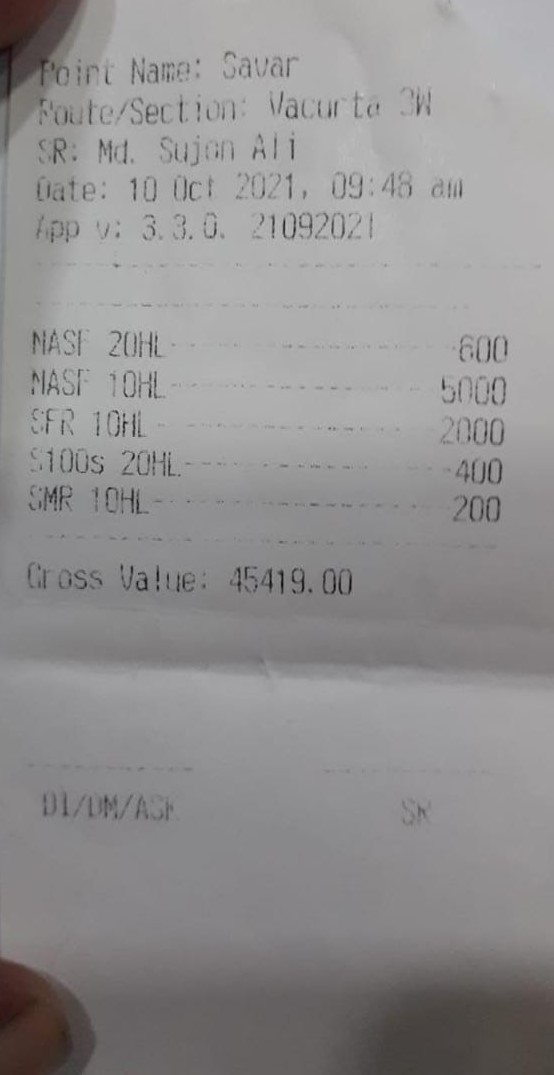 Point Name: Savar
Route/Section: Vacurta 3W
SR: Md. Sujon Ali
Date: 10 Oct 2021, 09:48 am
App v: 3.3.0. 21092021
NASF 20HL 600
NASF 10HL 5000
SFR 10HL 2000
S100s 20HL 400
SMR 10HL 200
Gross Value: 45419.00
DI/DM/ASM SR